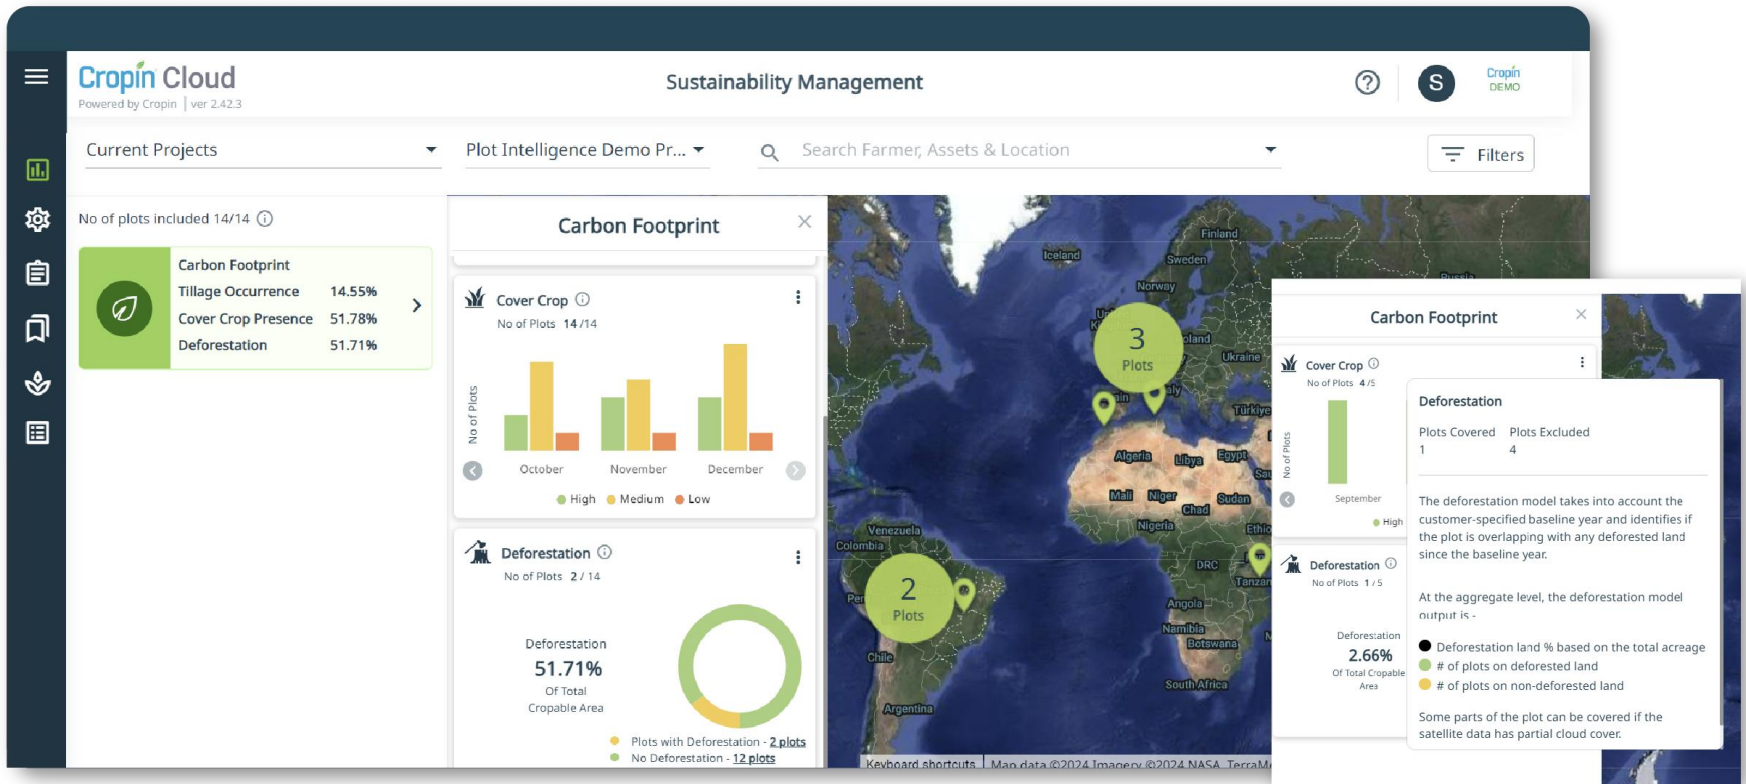 Cropin Cloud
Powered by Cropin | ver 2.42.3
Sustainability Management
S
Cropin
DEMO
Current Projects
Plot Intelligence Demo Pr...
Search Farmer, Assets & Location
Filters
No of plots included 14/14
Carbon Footprint
Tillage Occurrence 14.55%
Cover Crop Presence 51.78%
Deforestation 51.71%
Carbon Footprint
Cover Crop
No of Plots 14/14
No of Plots
October November December
High Medium Low
Deforestation
No of Plots 2 / 14
Deforestation
51.71%
Of Total
Cropable Area
Plots with Deforestation - 2 plots
No Deforestation - 12 plots
Iceland
Finland
Sweden
Norway
Russia
3
Plots
Ukraine
Türkiye
Algeria
Libya
Egypt
Mali
Niger
Sudan
Chad
Nigeria
Venezuela
Colombia
DRC
2
Plots
Angola
Namibia
Botswana
Chile
South Africa
Argentina
Keyboard shortcuts
Map data ©2024 Imagery ©2024 NASA, TerraMe
Carbon Footprint
Cover Crop
No of Plots 4 /5
No of Plots
September
High
Deforestation
No of Plots 1 / 5
Deforestation
2.66%
Of Total Cropable
Area
Deforestation
Plots Covered Plots Excluded
1 4
The deforestation model takes into account the
customer-specified baseline year and identifies if
the plot is overlapping with any deforested land
since the baseline year.
At the aggregate level, the deforestation model
output is -
Deforestation land % based on the total acreage
# of plots on deforested land
# of plots on non-deforested land
Some parts of the plot can be covered if the
satellite data has partial cloud cover.